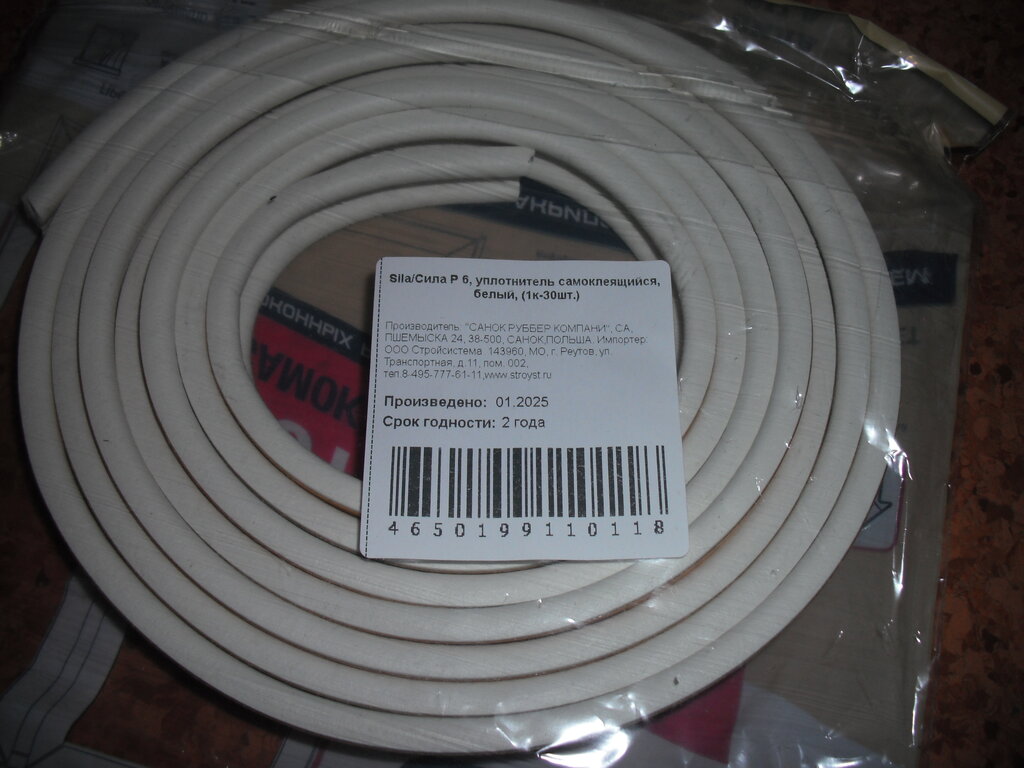 Sila/Сила P 6, уплотнитель самоклеящийся,
белый, (1к-30шт.)
Производитель: "САНОК РУББЕР КОМПАНИ", СА,
ПШЕМЫСКА 24, 38-500, САНОК,ПОЛЬША. Импортер:
ООО Стройсистема. 143960, МО, г. Реутов, ул.
Транспортная, д.11, пом. 002,
тел.8-495-777-61-11,www.stroyst.ru
Произведено: 01.2025
Срок годности: 2 года
4650199110118
ОКОННЫХ